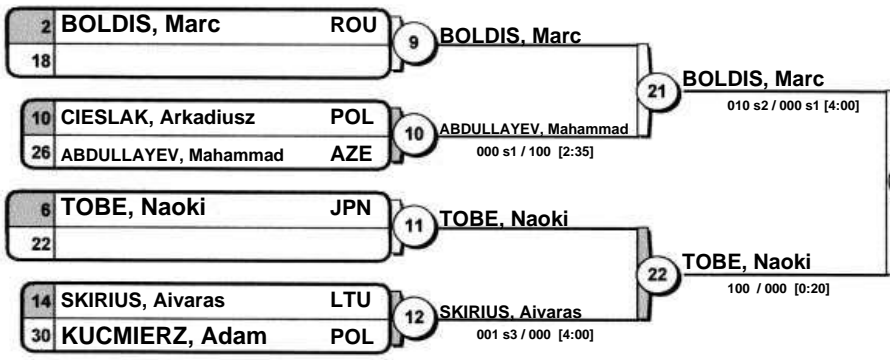 2 BOLDIS, Marc ROU
18
9
BOLDIS, Marc
10 CIESLAK, Arkadiusz POL
26 ABDULLAYEV, Mahammad AZE
10
ABDULLAYEV, Mahammad
000 s1 / 100 [2:35]
21
BOLDIS, Marc
010 s2 / 000 s1 [4:00]
6 TOBE, Naoki JPN
22
11
TOBE, Naoki
14 SKIRIUS, Aivaras LTU
30 KUCMIERZ, Adam POL
12
SKIRIUS, Aivaras
001 s3 / 000 [4:00]
22
TOBE, Naoki
100 / 000 [0:20]